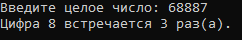 Введите целое число: 68887
Цифра 8 встречается 3 раз(а).